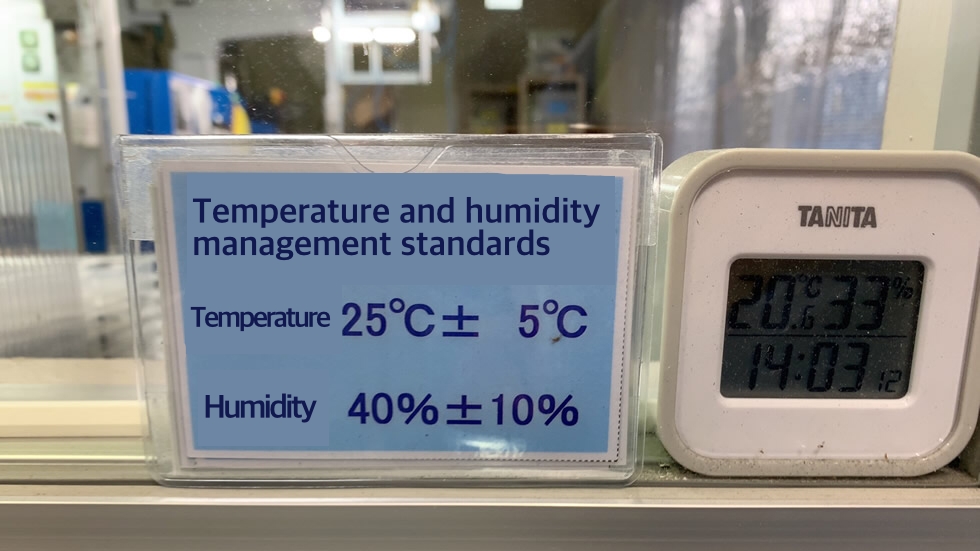 Temperature and humidity
management standards
Temperature 25℃± 5℃
Humidity 40%±10%
TANITA
20.6℃ 33%
14:03 12